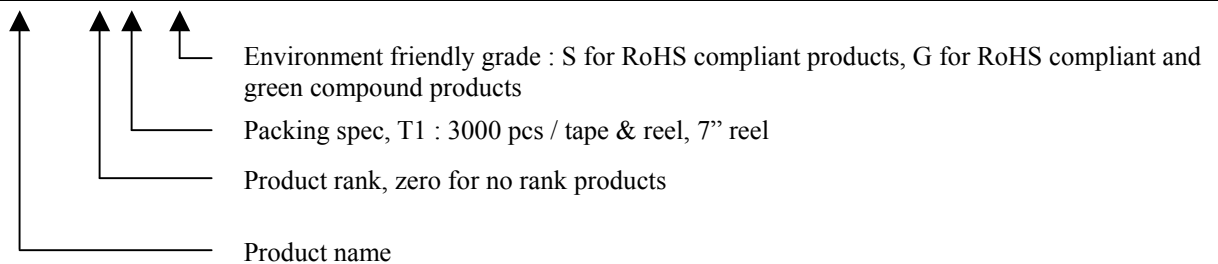 Environment friendly grade : S for RoHS compliant products, G for RoHS compliant and
green compound products
Packing spec, T1 : 3000 pcs / tape & reel, 7” reel
Product rank, zero for no rank products
Product name